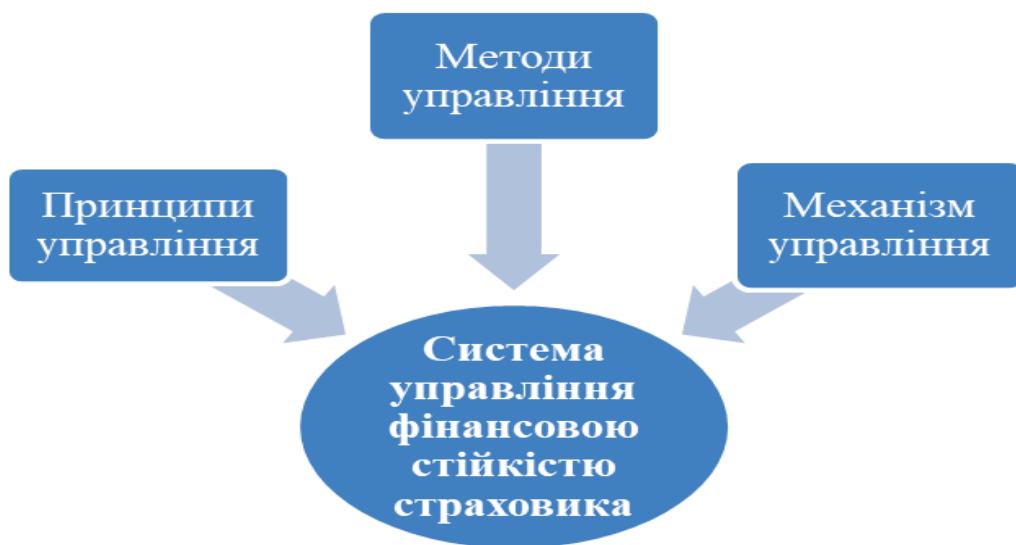 Методи
управління
Принципи
управління
Механізм
управління
Система
управління
фінансовою
стійкістю
страховика